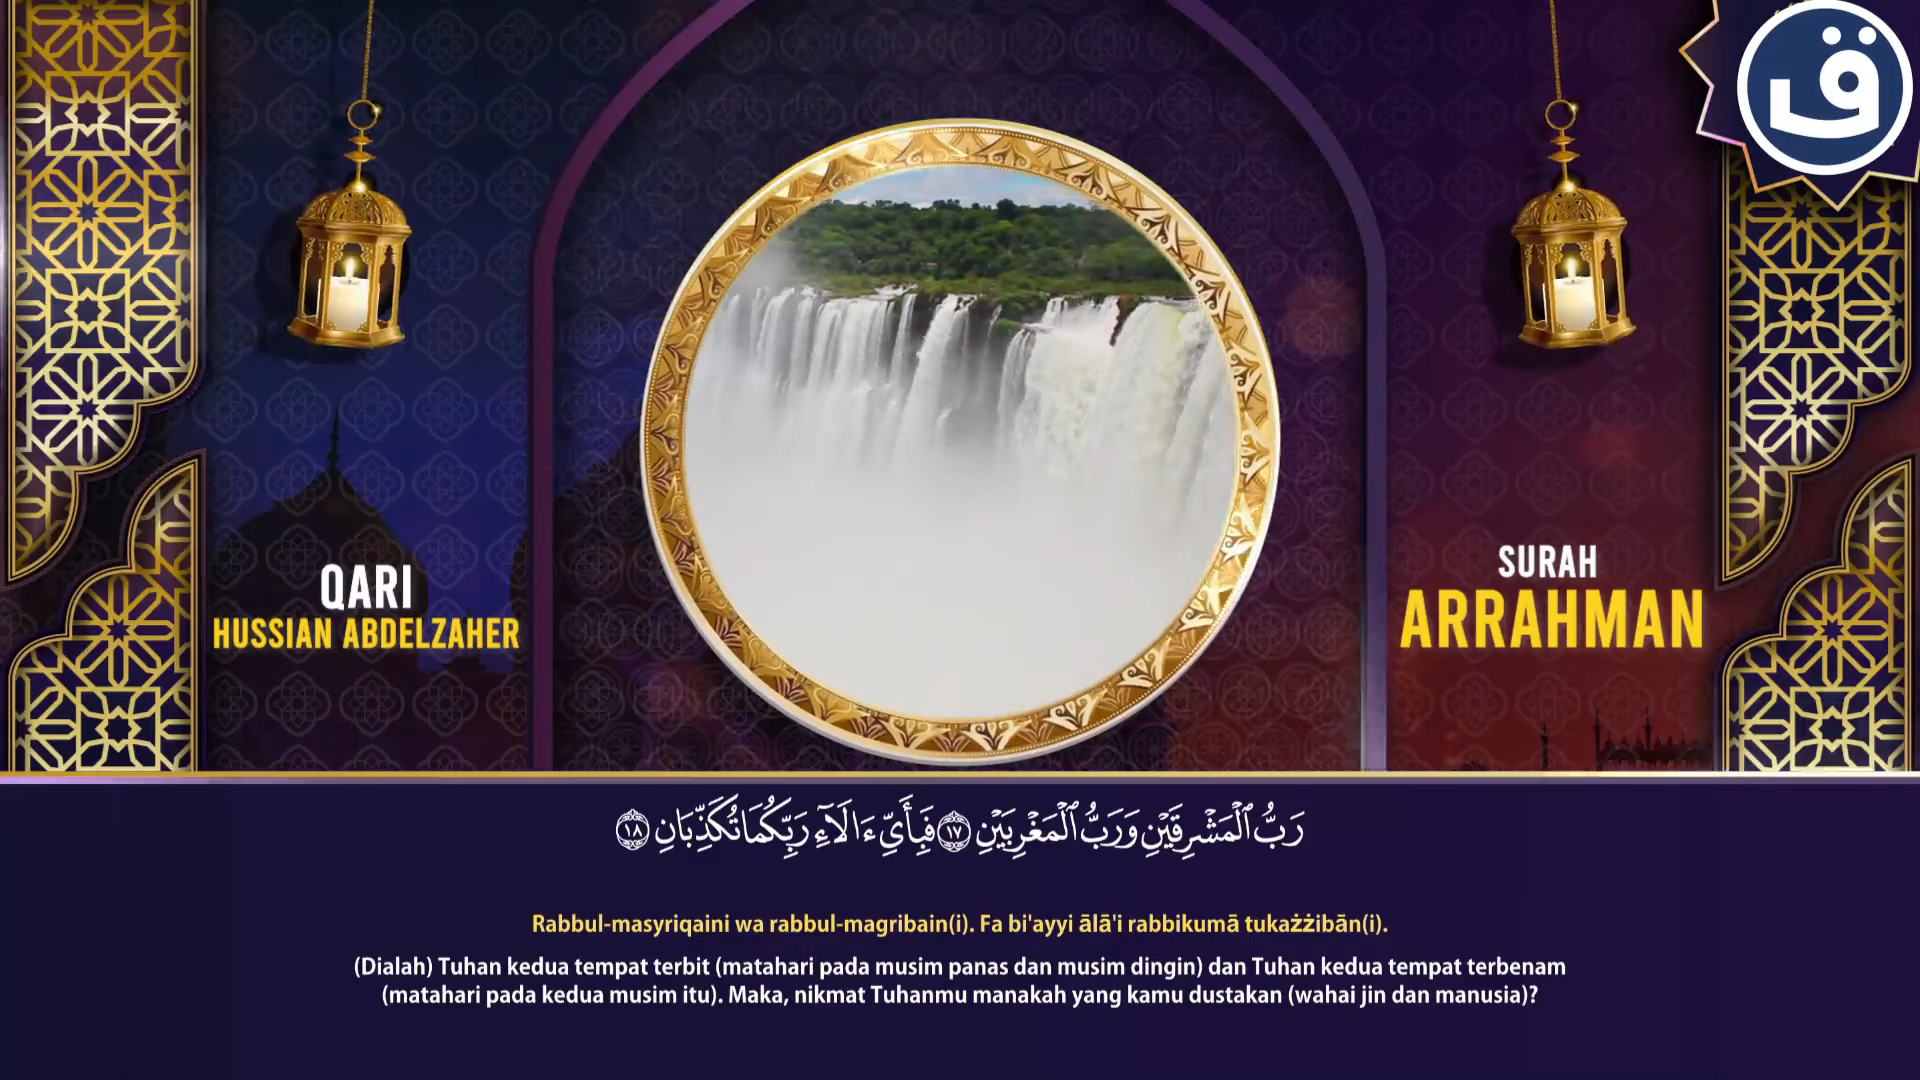 ق
QARI
HUSSIAN ABDELZAHER
SURAH
ARRAHMAN
رَبُّ ٱلْمَشْرِقَيْنِ وَرَبُّ ٱلْمَغْرِبَيْنِ ١٧ فَبِأَيِّ ءَالَآءِ رَبِّكُمَا تُكَذِّبَانِ ١٨
Rabbul-masyriqaini wa rabbul-magribain(i). Fa bi'ayyi ālā'i rabbikumā tukażżibān(i).
(Dialah) Tuhan kedua tempat terbit (matahari pada musim panas dan musim dingin) dan Tuhan kedua tempat terbenam
(matahari pada kedua musim itu). Maka, nikmat Tuhanmu manakah yang kamu dustakan (wahai jin dan manusia)?